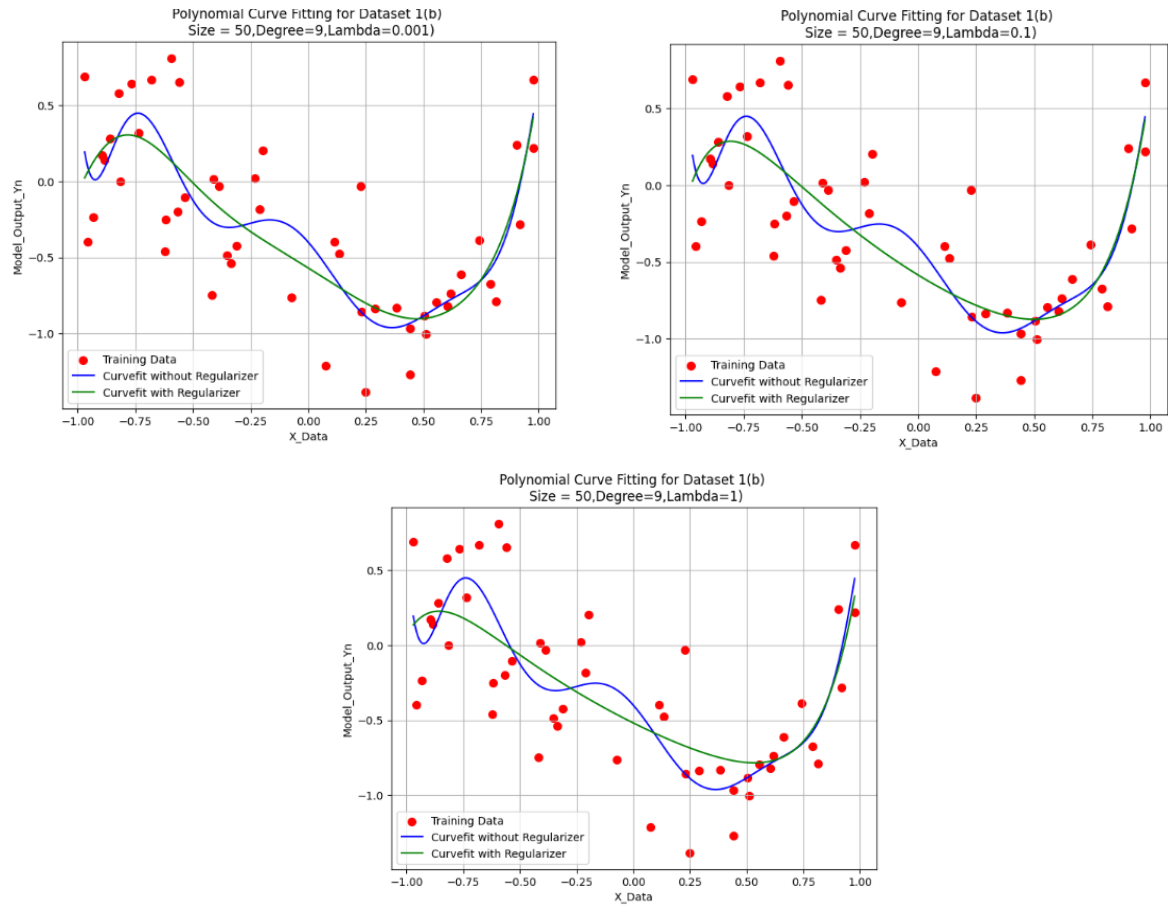 Polynomial Curve Fitting for Dataset 1(b)
Size = 50,Degree=9,Lambda=0.001)
Model_Output_Yn
0.5
0.0
−0.5
−1.0
Training Data
Curvefit without Regularizer
Curvefit with Regularizer
−1.00 −0.75 −0.50 −0.25 0.00 0.25 0.50 0.75 1.00
X_Data
Polynomial Curve Fitting for Dataset 1(b)
Size = 50,Degree=9,Lambda=0.1)
Model_Output_Yn
0.5
0.0
−0.5
−1.0
Training Data
Curvefit without Regularizer
Curvefit with Regularizer
−1.00 −0.75 −0.50 −0.25 0.00 0.25 0.50 0.75 1.00
X_Data
Polynomial Curve Fitting for Dataset 1(b)
Size = 50,Degree=9,Lambda=1)
Model_Output_Yn
0.5
0.0
−0.5
−1.0
Training Data
Curvefit without Regularizer
Curvefit with Regularizer
−1.00 −0.75 −0.50 −0.25 0.00 0.25 0.50 0.75 1.00
X_Data